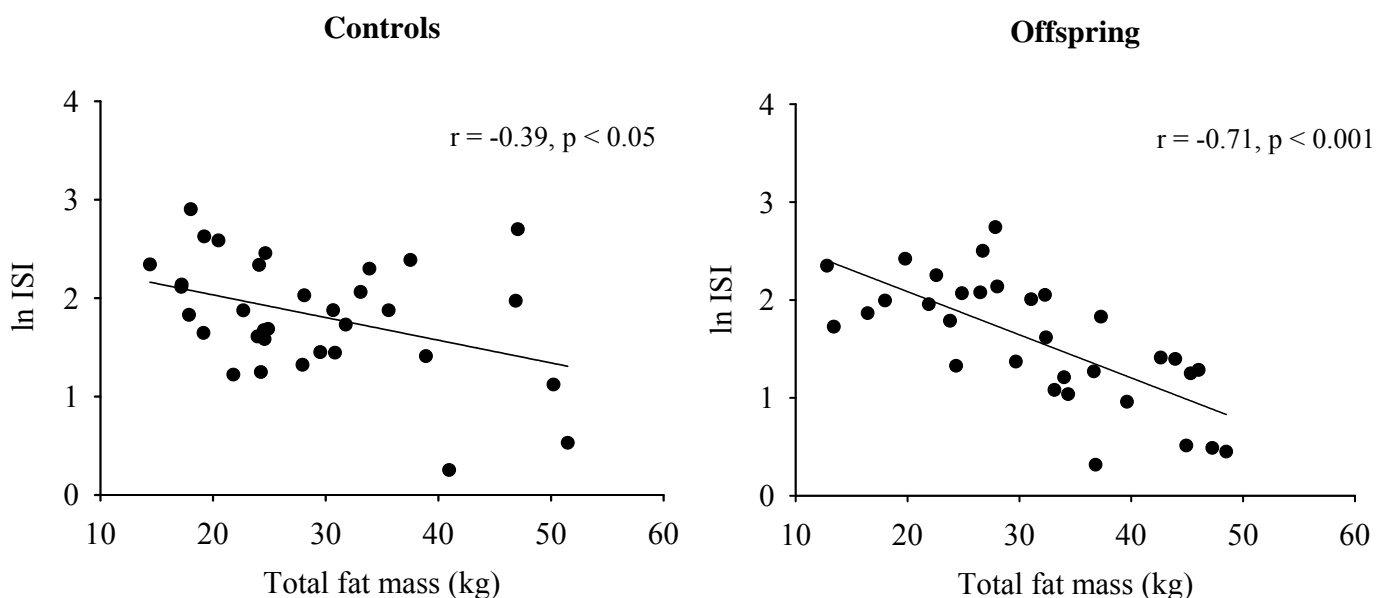 Controls
r = -0.39, p < 0.05
4
3
2
1
0
ln ISI
10 20 30 40 50 60
Total fat mass (kg)
Offspring
r = -0.71, p < 0.001
4
3
2
1
0
ln ISI
10 20 30 40 50 60
Total fat mass (kg)